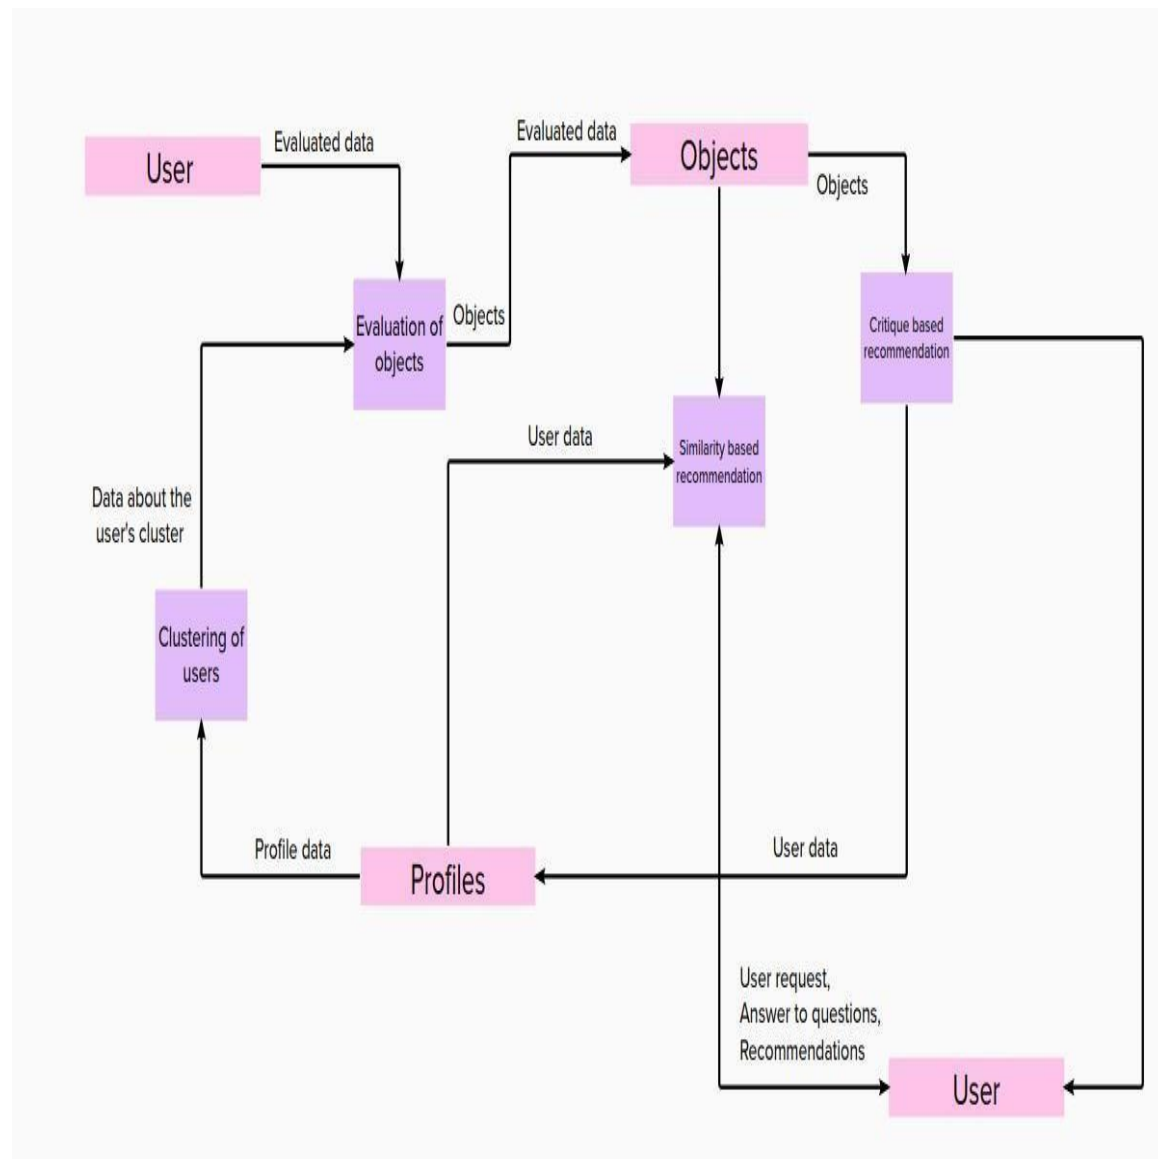 User
Evaluated data
Evaluated data
Objects
Objects
Evaluation of
objects
Objects
Critique based
recommendation
User data
Similarity based
recommendation
Data about the
user's cluster
Clustering of
users
Profile data
Profiles
User data
User request,
Answer to questions,
Recommendations
User